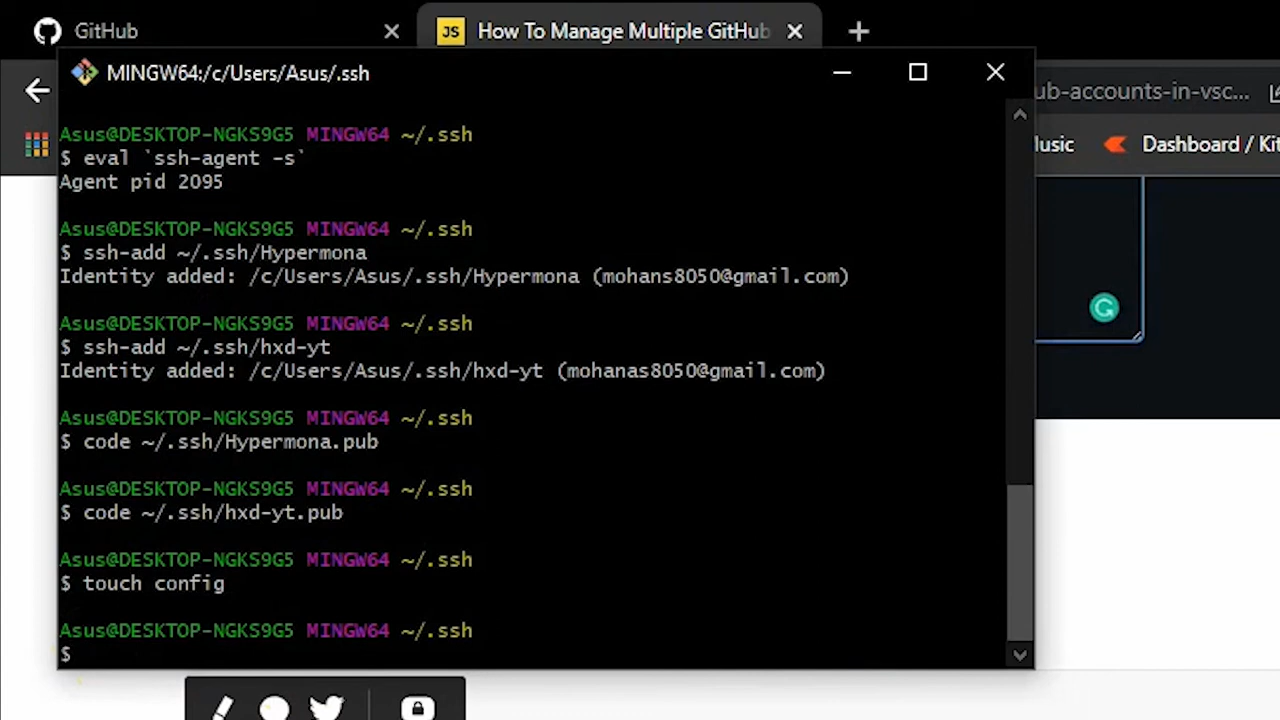 GitHub
JS How To Manage Multiple GitHub
MINGW64:/c/Users/Asus/.ssh
ub-accounts-in-vsc...
lusic
Dashboard / Kit
Asus@DESKTOP-NGKS9G5 MINGW64 ~/.ssh
$ eval `ssh-agent -s`
Agent pid 2095
Asus@DESKTOP-NGKS9G5 MINGW64 ~/.ssh
$ ssh-add ~/.ssh/Hypermona
Identity added: /c/Users/Asus/.ssh/Hypermona (mohans8050@gmail.com)
Asus@DESKTOP-NGKS9G5 MINGW64 ~/.ssh
$ ssh-add ~/.ssh/hxd-yt
Identity added: /c/Users/Asus/.ssh/hxd-yt (mohanas8050@gmail.com)
Asus@DESKTOP-NGKS9G5 MINGW64 ~/.ssh
$ code ~/.ssh/Hypermona.pub
Asus@DESKTOP-NGKS9G5 MINGW64 ~/.ssh
$ code ~/.ssh/hxd-yt.pub
Asus@DESKTOP-NGKS9G5 MINGW64 ~/.ssh
$ touch config
Asus@DESKTOP-NGKS9G5 MINGW64 ~/.ssh
$